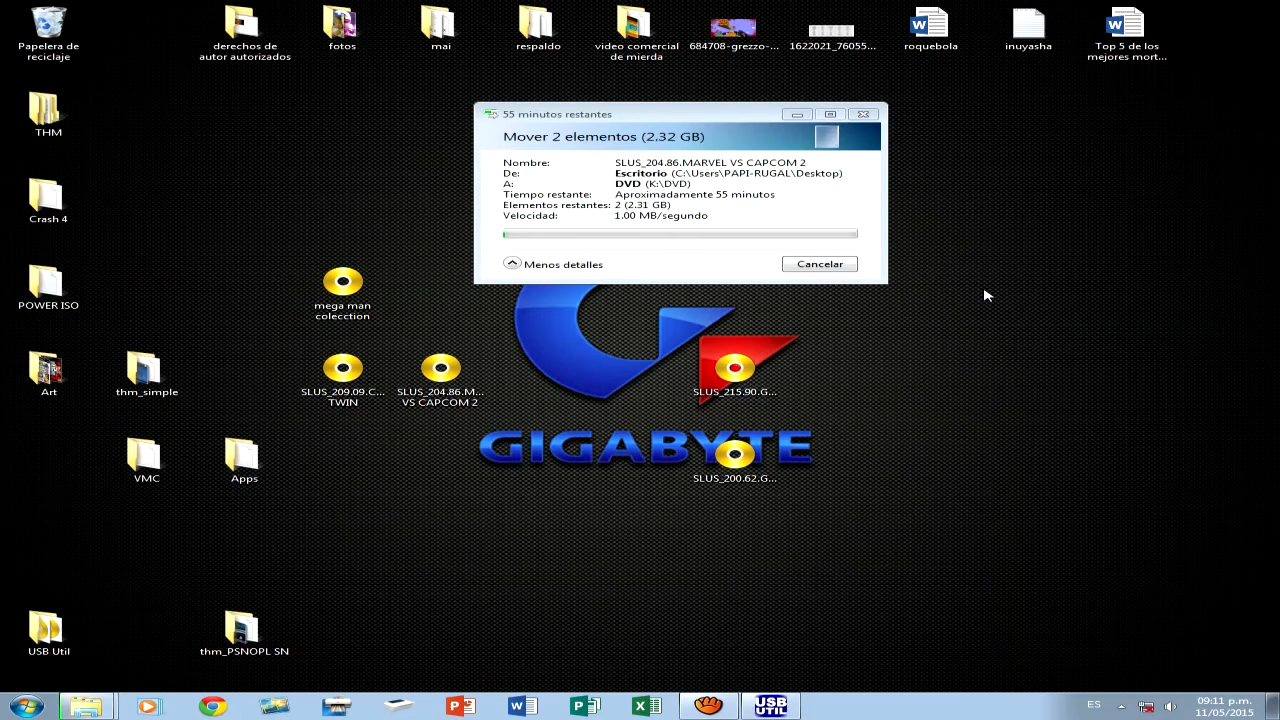 Papelera de
reciclaje
derechos de
autor autorizados
fotos
mai
respaldo
video comercial
de mierda
684708-grezzo-...
1622021_76055...
roquebola
inuyasha
Top 5 de los
mejores mort...
THM
Crash 4
POWER ISO
Art
thm_simple
VMC
Apps
USB Util
thm_PSNOPL SN
mega man
colecction
SLUS_209.09.C...
TWIN
SLUS_204.86.M...
VS CAPCOM 2
SLUS_215.90.G...
SLUS_200.62.G...
55 minutos restantes
Mover 2 elementos (2.32 GB)
Nombre: SLUS_204.86.MARVEL VS CAPCOM 2
De: Escritorio (C:\Users\PAPI-RUGAL\Desktop)
A: DVD (K:\DVD)
Tiempo restante: Aproximadamente 55 minutos
Elementos restantes: 2 (2.31 GB)
Velocidad: 1.00 MB/segundo
Menos detalles
Cancelar
GIGABYTE
USB
UTIL
ES
09:11 p.m.
11/05/2015